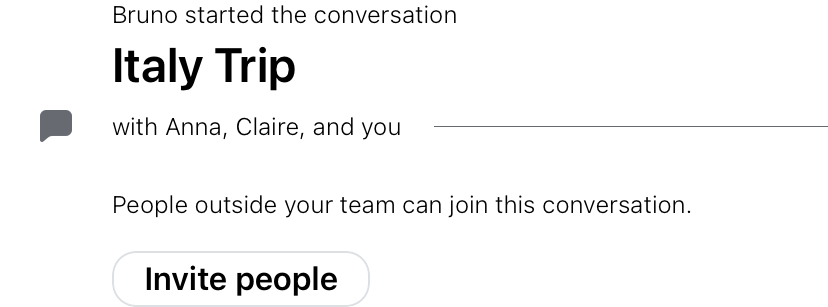 Bruno started the conversation
Italy Trip
with Anna, Claire, and you
People outside your team can join this conversation.
Invite people